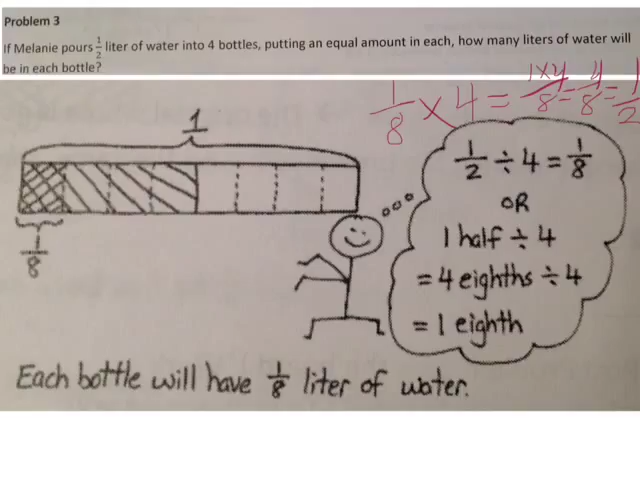 Problem 3
If Melanie pours 1/2 liter of water into 4 bottles, putting an equal amount in each, how many liters of water will
be in each bottle?
1/8 × 4 = 1×4/8 = 4/8 = 1/2
1
1/8
1/2 ÷ 4 = 1/8
OR
1 half ÷ 4
= 4 eighths ÷ 4
= 1 eighth
Each bottle will have 1/8 liter of water.